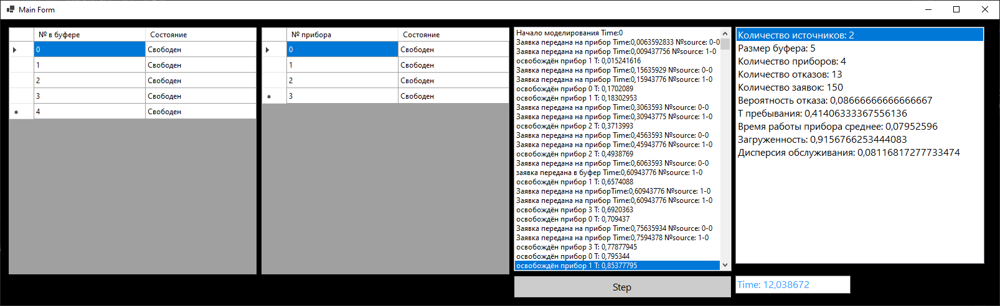 Main Form
№ в буфере Состояние
0 Свободен
1 Свободен
2 Свободен
3 Свободен
4 Свободен
№ прибора Состояние
0 Свободен
1 Свободен
2 Свободен
3 Свободен
Начало моделирования Time:0
Заявка передана на прибор Time:0,0063592833 №source: 0-0
Заявка передана на прибор Time:0,009437756 №source: 1-0
освобождён прибор 1 T: 0,015241616
Заявка передана на прибор Time:0,15635929 №source: 0-0
Заявка передана на прибор Time:0,15943776 №source: 1-0
освобождён прибор 0 T: 0,1702089
освобождён прибор 1 T: 0,18302953
Заявка передана на прибор Time:0,3063593 №source: 0-0
Заявка передана на прибор Time:0,30943775 №source: 1-0
освобождён прибор 2 T: 0,3713993
Заявка передана на прибор Time:0,4563593 №source: 0-0
Заявка передана на прибор Time:0,45943776 №source: 1-0
освобождён прибор 2 T: 0,4938769
Заявка передана на прибор Time:0,6063593 №source: 0-0
заявка передана в буфер Time:0,60943776 №source: 1-0
освобождён прибор 1 T: 0,6574088
Заявка передана на приборTime:0,60943776 №source: 1-0
Заявка передана на прибор Time:0,60943776 №source: 1-0
освобождён прибор 3 T: 0,6920363
освобождён прибор 0 T: 0,709437
Заявка передана на прибор Time:0,75635934 №source: 0-0
Заявка передана на прибор Time:0,7594378 №source: 1-0
освобождён прибор 3 T: 0,77877945
освобождён прибор 0 T: 0,795344
освобождён прибор 1 T: 0,85377795
Step
Количество источников: 2
Размер буфера: 5
Количество приборов: 4
Количество отказов: 13
Количество заявок: 150
Вероятность отказа: 0,08666666666666667
T пребывания: 0,41406333367556136
Время работы прибора среднее: 0,07952596
Загруженность: 0,9156766253444083
Дисперсия обслуживания: 0,08116817277733474
Time: 12,038672